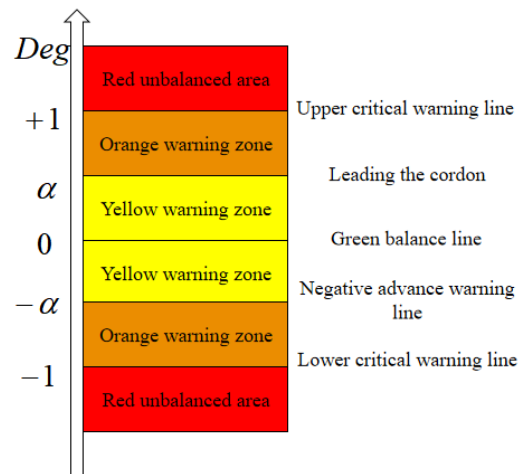 Deg
Red unbalanced area
Upper critical warning line
+1
Orange warning zone
Leading the cordon
α
Yellow warning zone
Green balance line
0
Yellow warning zone
Negative advance warning
line
−α
Orange warning zone
Lower critical warning line
−1
Red unbalanced area